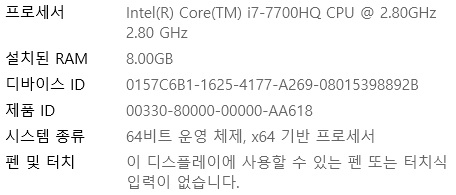 프로세서 Intel(R) Core(TM) i7-7700HQ CPU @ 2.80GHz
2.80 GHz
설치된 RAM 8.00GB
디바이스 ID 0157C6B1-1625-4177-A269-08015398892B
제품 ID 00330-80000-00000-AA618
시스템 종류 64비트 운영 체제, x64 기반 프로세서
펜 및 터치 이 디스플레이에 사용할 수 있는 펜 또는 터치식
입력이 없습니다.